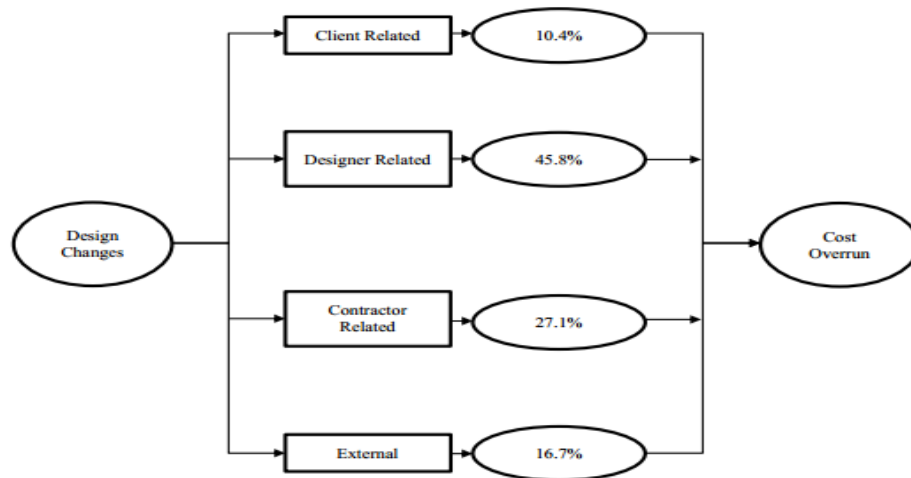 Client Related
10.4%
Designer Related
45.8%
Design
Changes
Cost
Overrun
Contractor
Related
27.1%
External
16.7%